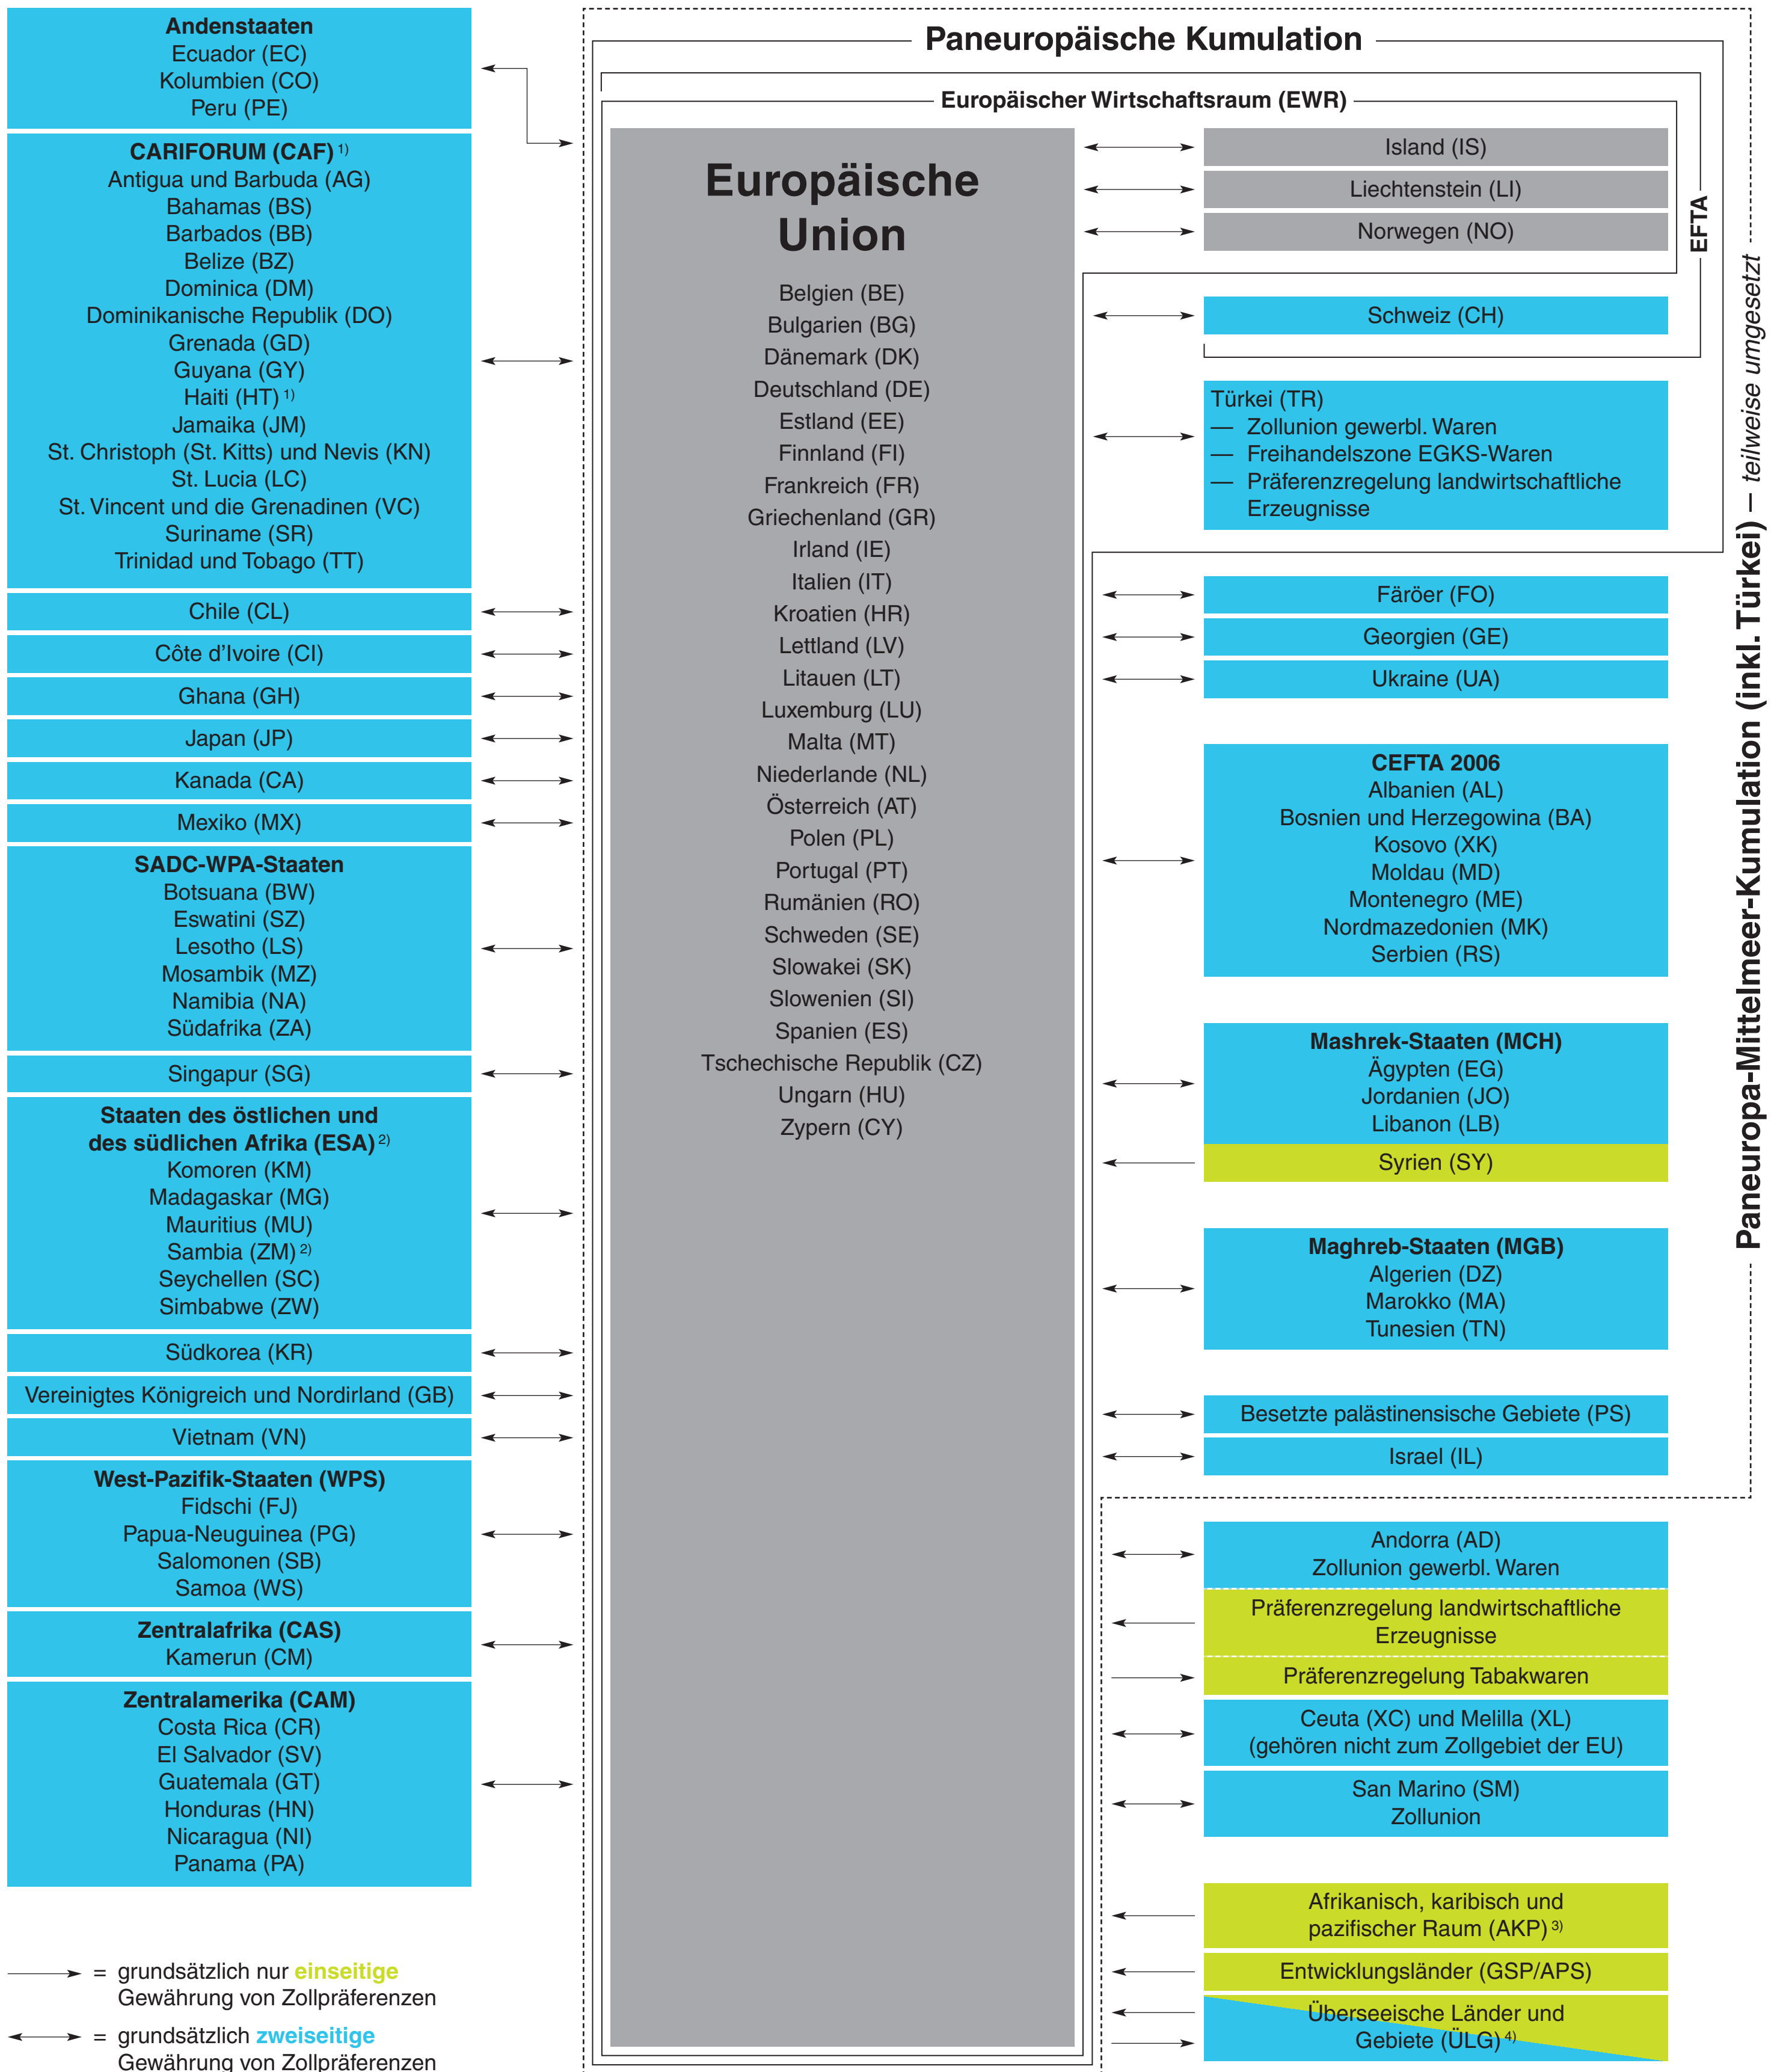 Andenstaaten
Ecuador (EC)
Kolumbien (CO)
Peru (PE)
CARIFORUM (CAF) 1)
Antigua und Barbuda (AG)
Bahamas (BS)
Barbados (BB)
Belize (BZ)
Dominica (DM)
Dominikanische Republik (DO)
Grenada (GD)
Guyana (GY)
Haiti (HT) 1)
Jamaika (JM)
St. Christoph (St. Kitts) und Nevis (KN)
St. Lucia (LC)
St. Vincent und die Grenadinen (VC)
Suriname (SR)
Trinidad und Tobago (TT)
Chile (CL)
Côte d’Ivoire (CI)
Ghana (GH)
Japan (JP)
Kanada (CA)
Mexiko (MX)
SADC-WPA-Staaten
Botsuana (BW)
Eswatini (SZ)
Lesotho (LS)
Mosambik (MZ)
Namibia (NA)
Südafrika (ZA)
Singapur (SG)
Staaten des östlichen und
des südlichen Afrika (ESA) 2)
Komoren (KM)
Madagaskar (MG)
Mauritius (MU)
Sambia (ZM) 2)
Seychellen (SC)
Simbabwe (ZW)
Südkorea (KR)
Vereinigtes Königreich und Nordirland (GB)
Vietnam (VN)
West-Pazifik-Staaten (WPS)
Fidschi (FJ)
Papua-Neuguinea (PG)
Salomonen (SB)
Samoa (WS)
Zentralafrika (CAS)
Kamerun (CM)
Zentralamerika (CAM)
Costa Rica (CR)
El Salvador (SV)
Guatemala (GT)
Honduras (HN)
Nicaragua (NI)
Panama (PA)
= grundsätzlich nur einseitige
Gewährung von Zollpräferenzen
= grundsätzlich zweiseitige
Gewährung von Zollpräferenzen
Paneuropäische Kumulation
Europäischer Wirtschaftsraum (EWR)
Europäische
Union
Belgien (BE)
Bulgarien (BG)
Dänemark (DK)
Deutschland (DE)
Estland (EE)
Finnland (FI)
Frankreich (FR)
Griechenland (GR)
Irland (IE)
Italien (IT)
Kroatien (HR)
Lettland (LV)
Litauen (LT)
Luxemburg (LU)
Malta (MT)
Niederlande (NL)
Österreich (AT)
Polen (PL)
Portugal (PT)
Rumänien (RO)
Schweden (SE)
Slowakei (SK)
Slowenien (SI)
Spanien (ES)
Tschechische Republik (CZ)
Ungarn (HU)
Zypern (CY)
Island (IS)
Liechtenstein (LI)
Norwegen (NO)
EFTA
Schweiz (CH)
Türkei (TR)
— Zollunion gewerbl. Waren
— Freihandelszone EGKS-Waren
— Präferenzregelung landwirtschaftliche
Erzeugnisse
Färöer (FO)
Georgien (GE)
Ukraine (UA)
CEFTA 2006
Albanien (AL)
Bosnien und Herzegowina (BA)
Kosovo (XK)
Moldau (MD)
Montenegro (ME)
Nordmazedonien (MK)
Serbien (RS)
Mashrek-Staaten (MCH)
Ägypten (EG)
Jordanien (JO)
Libanon (LB)
Syrien (SY)
Maghreb-Staaten (MGB)
Algerien (DZ)
Marokko (MA)
Tunesien (TN)
Besetzte palästinensische Gebiete (PS)
Israel (IL)
Paneuropa-Mittelmeer-Kumulation (inkl. Türkei) – teilweise umgesetzt
Andorra (AD)
Zollunion gewerbl. Waren
Präferenzregelung landwirtschaftliche
Erzeugnisse
Präferenzregelung Tabakwaren
Ceuta (XC) und Melilla (XL)
(gehören nicht zum Zollgebiet der EU)
San Marino (SM)
Zollunion
Afrikanisch, karibisch und
pazifischer Raum (AKP) 3)
Entwicklungsländer (GSP/APS)
Überseeische Länder und
Gebiete (ÜLG) 4)